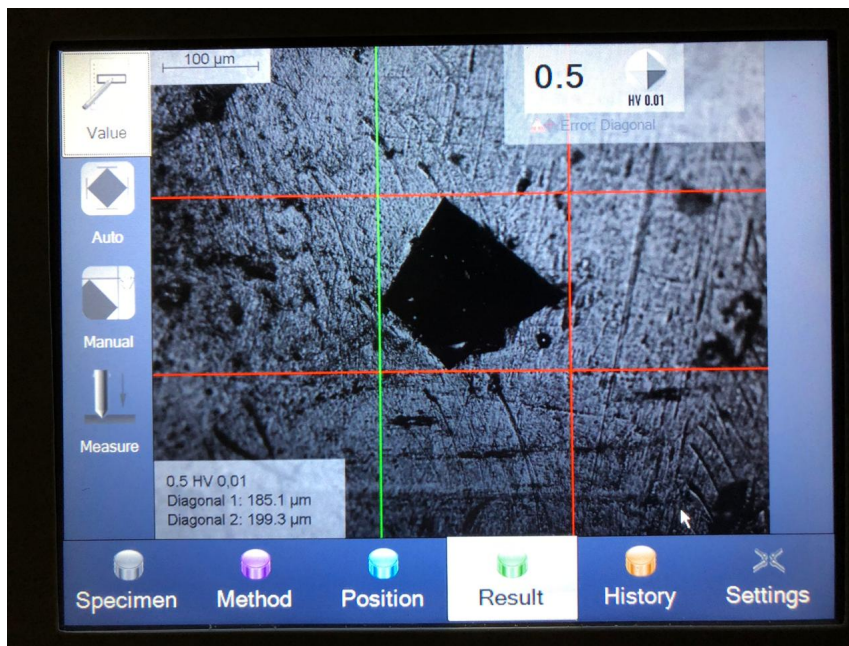 Value
100 µm
0.5
HV 0.01
Error: Diagonal
Auto
Manual
Measure
0.5 HV 0,01
Diagonal 1: 185.1 µm
Diagonal 2: 199.3 µm
Specimen
Method
Position
Result
History
Settings